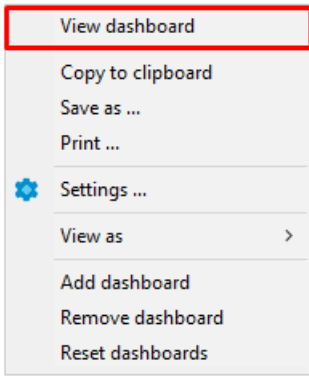 View dashboard
Copy to clipboard
Save as ...
Print ...
Settings ...
View as
Add dashboard
Remove dashboard
Reset dashboards